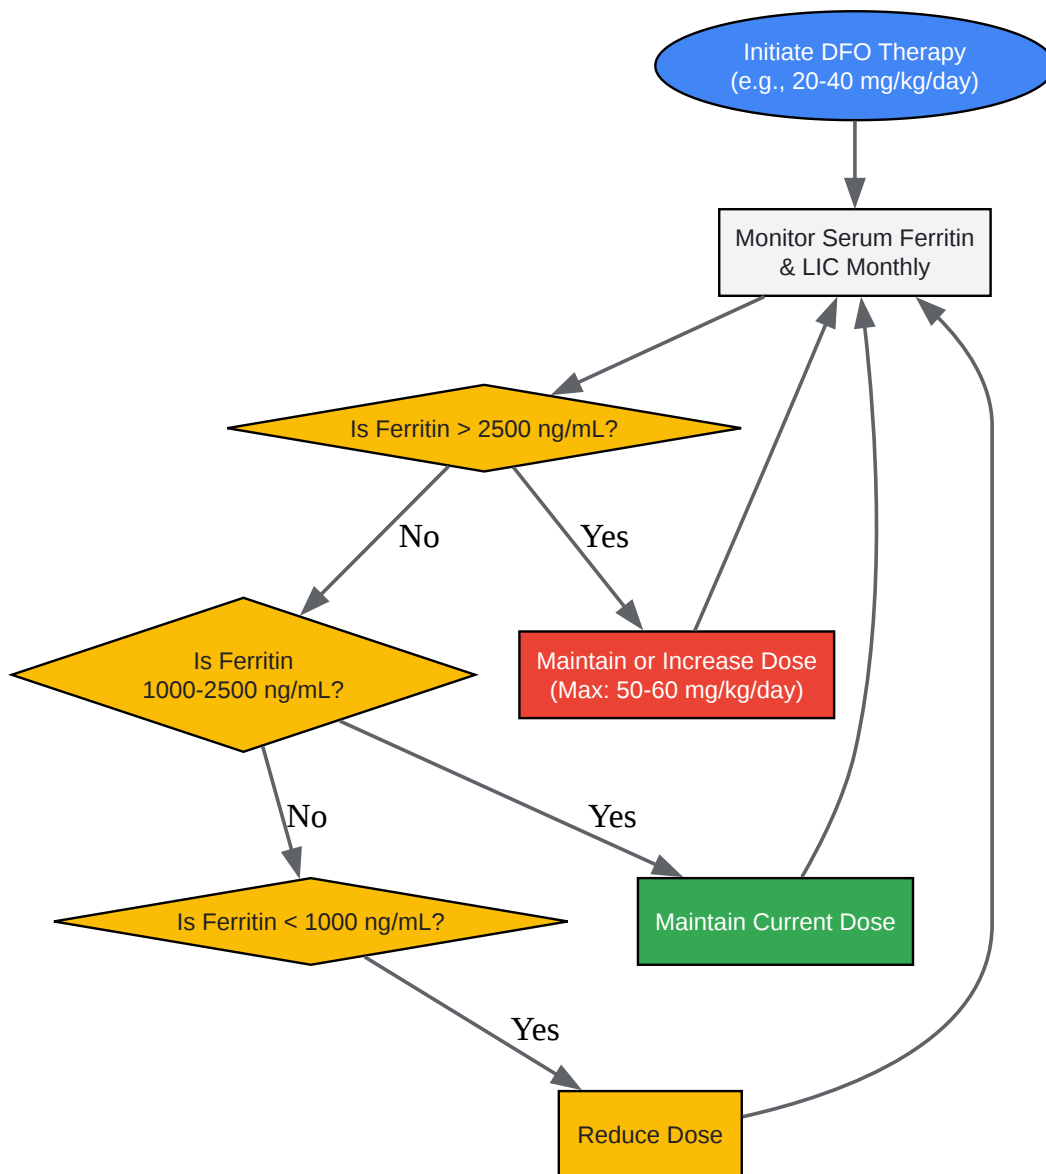 Initiate DFO Therapy
(e.g., 20-40 mg/kg/day)
Monitor Serum Ferritin
& LIC Monthly
Is Ferritin > 2500 ng/mL?
No
Yes
Is Ferritin
1000-2500 ng/mL?
Maintain or Increase Dose
(Max: 50-60 mg/kg/day)
No
Yes
Is Ferritin < 1000 ng/mL?
Maintain Current Dose
Yes
Reduce Dose